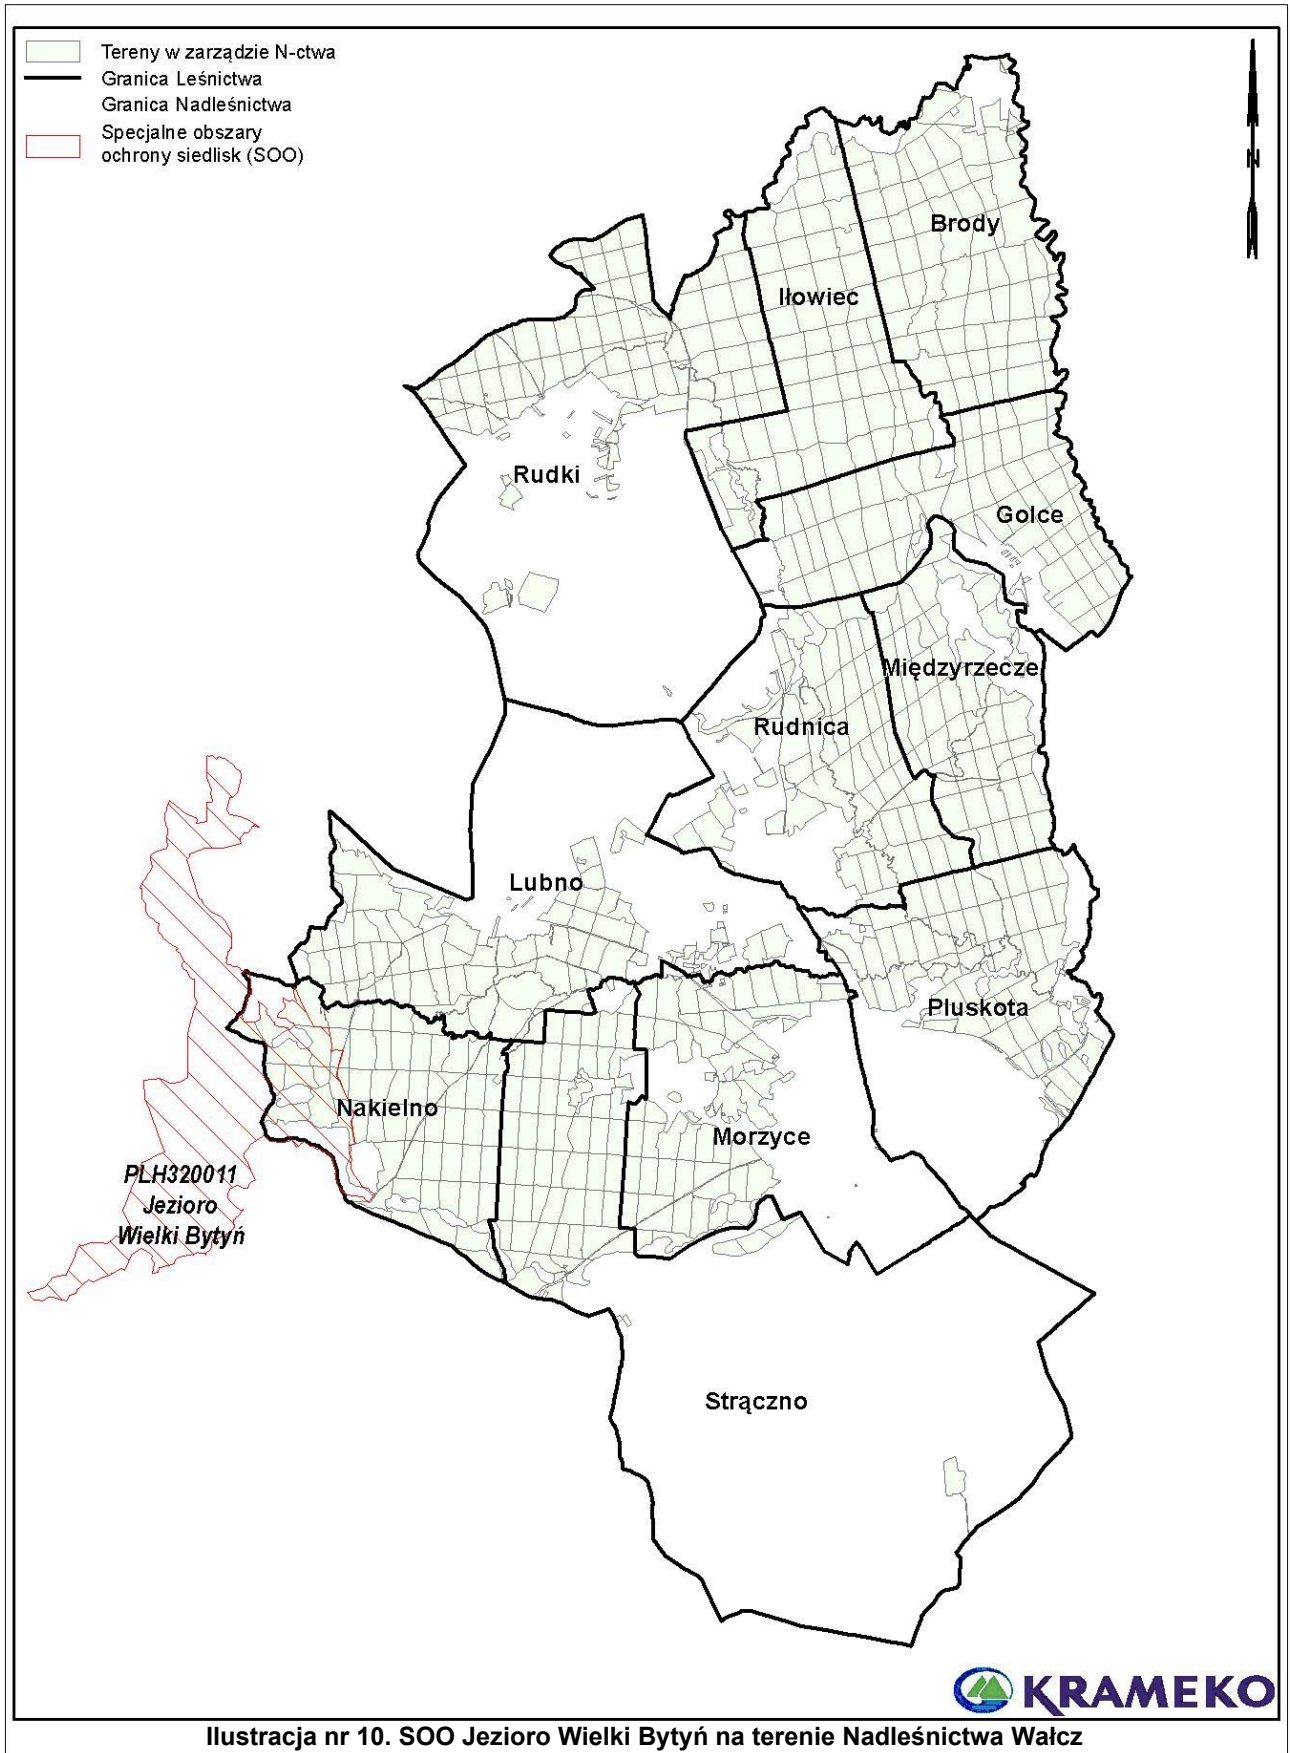 Tereny w zarządzie N-ctwa
Granica Leśnictwa
Granica Nadleśnictwa
Specjalne obszary
ochrony siedlisk (SOO)
N
Brody
Iłowiec
Rudki
Golce
Międzyrzecze
Rudnica
Lubno
Pluskota
Nakielno
Morzyce
PLH320011
Jezioro
Wielki Bytyń
Strączno
KRAMEKO
Ilustracja nr 10. SOO Jezioro Wielki Bytyń na terenie Nadleśnictwa Wałcz